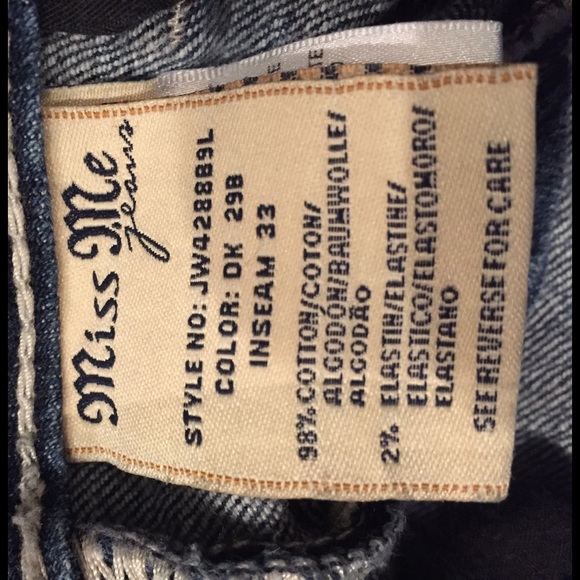 Miss Me
jeans
STYLE NO: JW4288B9L
COLOR: DK 29B
INSEAM 33
98% COTTON/COTON/
ALGODÓN/BAUMWOLLE/
ALGODÃO
2% ELASTIN/ELASTINE/
ELASTICO/ELASTOMORO/
ELASTANO
SEE REVERSE FOR CARE